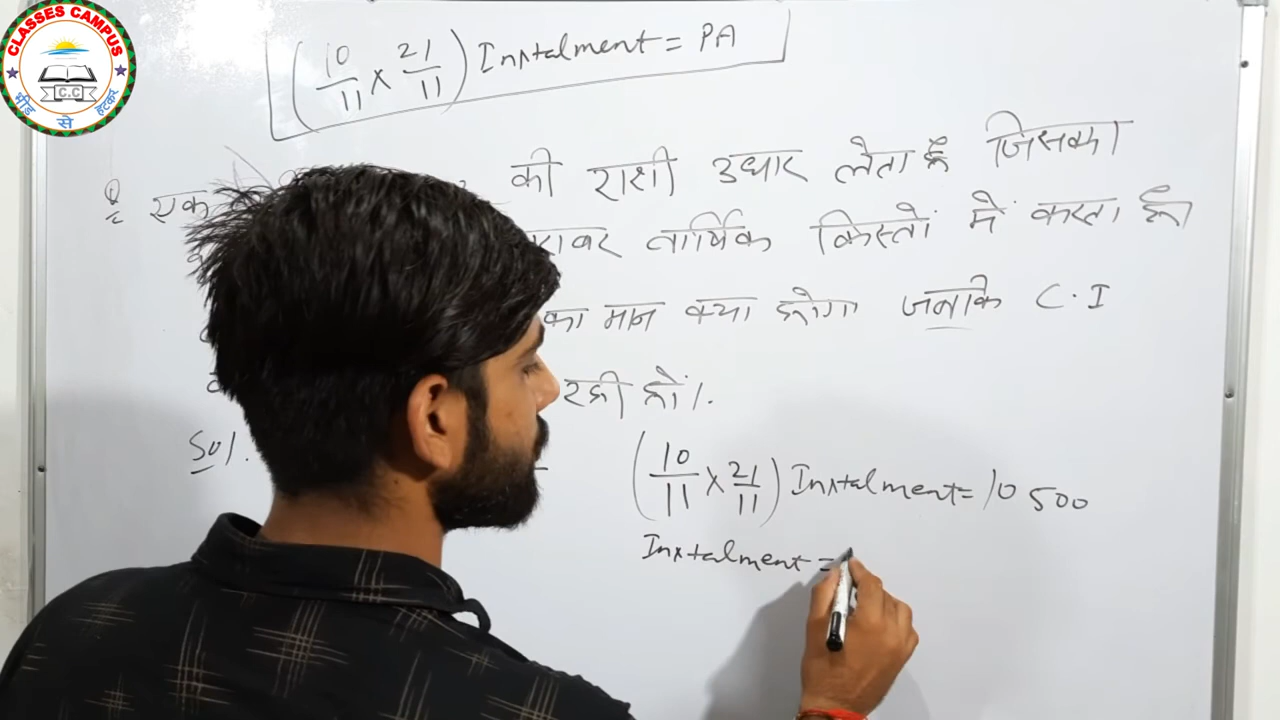 CLASSES CAMPUS
C.C
भीड़ से हटकर
(10/11 × 21/11) Instalment = PA
Q एक की राशी उधार लेता है जिसका
वार्षिक किस्तों में करता है।
का मान क्या होगा जबकि C.I
रही हो।.
Sol.
(10/11 × 21/11) Instalment = 10500
Instalment =